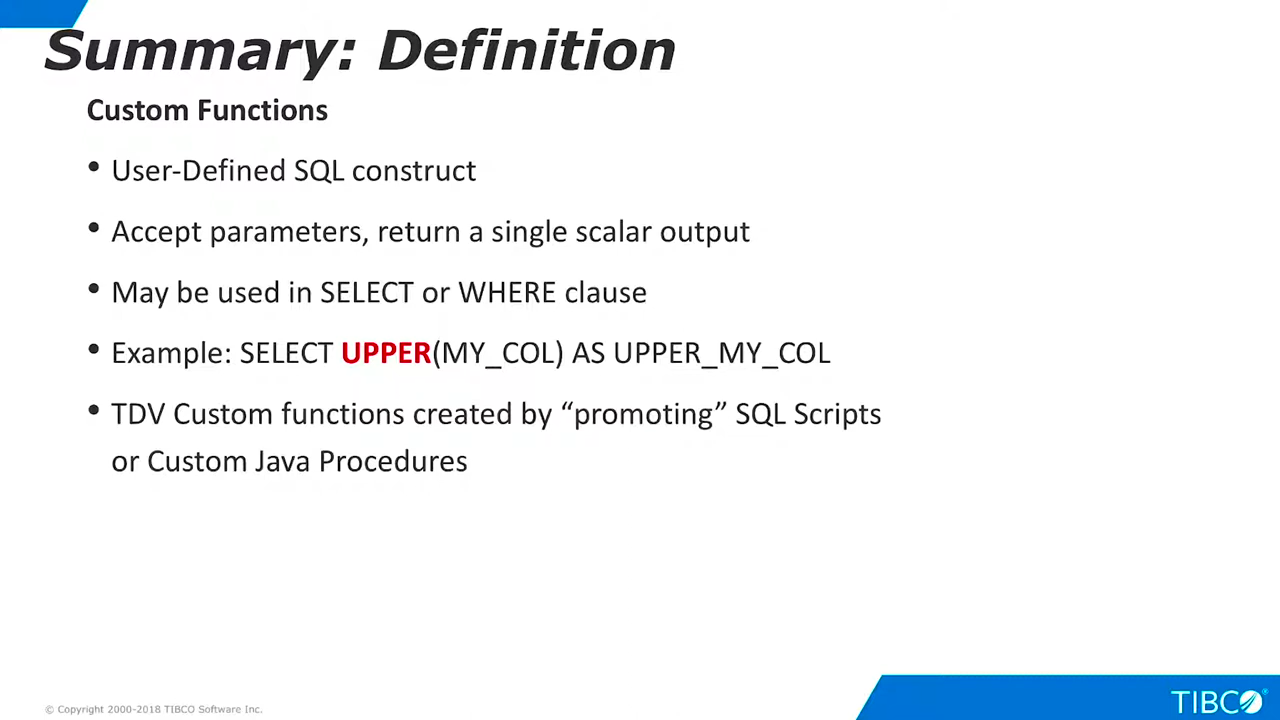 Summary: Definition
Custom Functions
• User-Defined SQL construct
• Accept parameters, return a single scalar output
• May be used in SELECT or WHERE clause
• Example: SELECT UPPER(MY_COL) AS UPPER_MY_COL
• TDV Custom functions created by “promoting” SQL Scripts
or Custom Java Procedures
© Copyright 2000-2018 TIBCO Software Inc.
TIBCO®